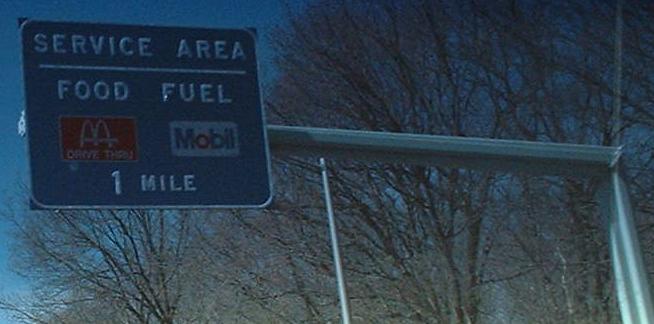 SERVICE AREA
FOOD FUEL
DRIVE THRU Mobil
1 MILE